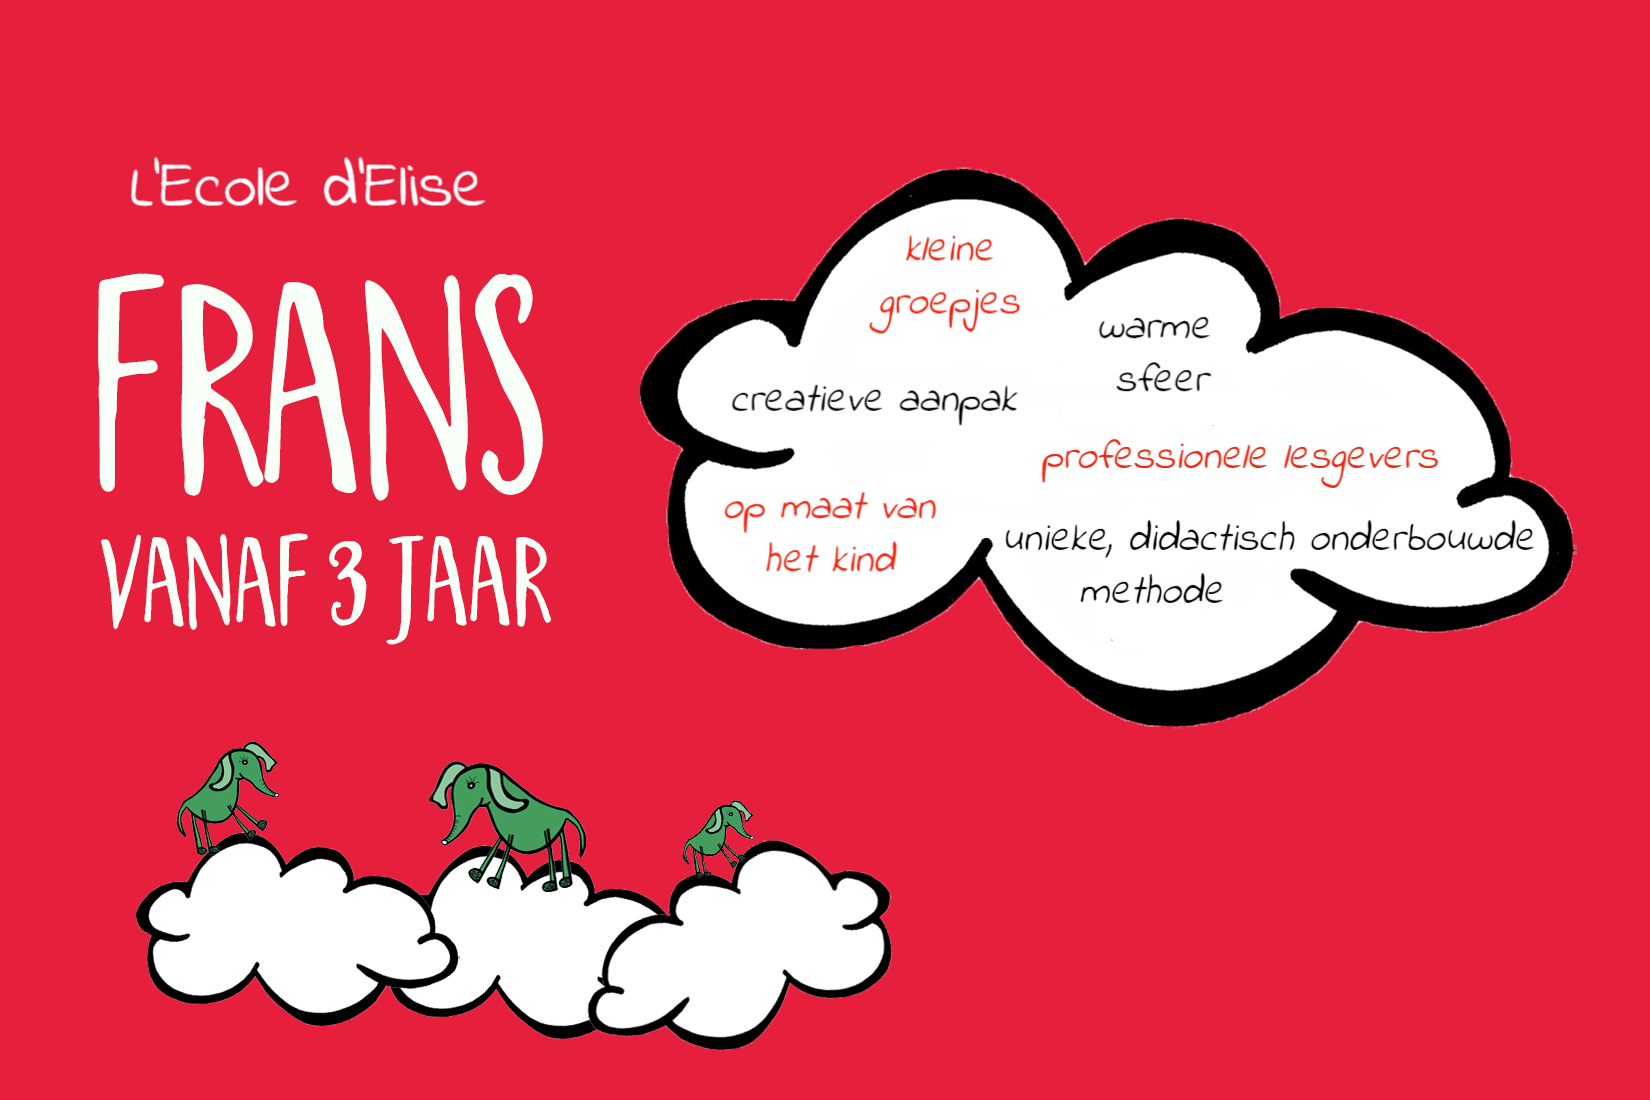 L'Ecole d'Elise
FRANS
VANAF 3 JAAR
kleine
groepjes
warme
sfeer
creatieve aanpak
professionele lesgevers
op maat van
het kind
unieke, didactisch onderbouwde
methode